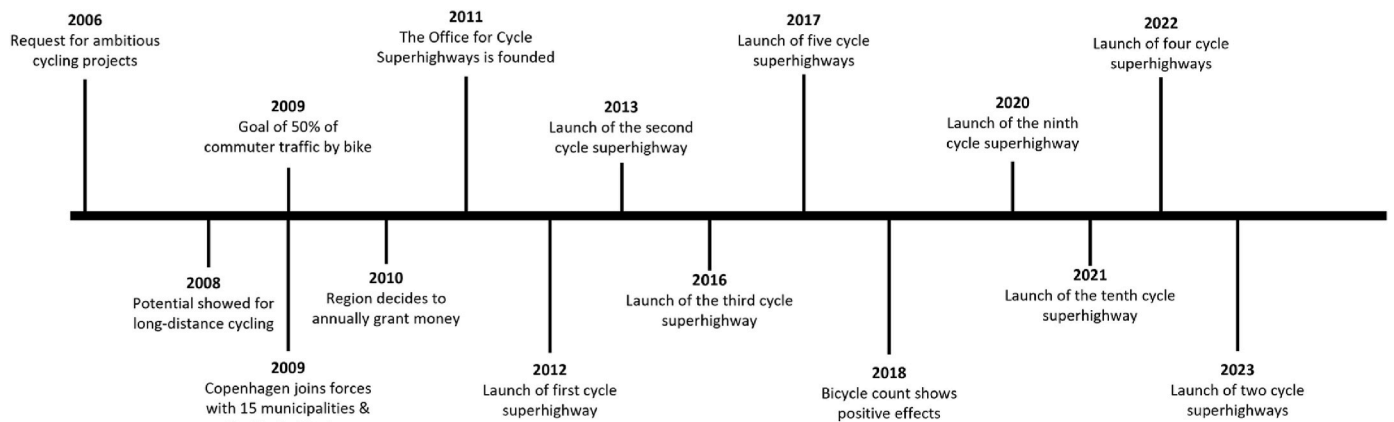 2006
Request for ambitious
cycling projects
2008
Potential showed for
long-distance cycling
2009
Goal of 50% of
commuter traffic by bike
2009
Copenhagen joins forces
with 15 municipalities &
2010
Region decides to
annually grant money
2011
The Office for Cycle
Superhighways is founded
2012
Launch of first cycle
superhighway
2013
Launch of the second
cycle superhighway
2016
Launch of the third cycle
superhighway
2017
Launch of five cycle
superhighways
2018
Bicycle count shows
positive effects
2020
Launch of the ninth
cycle superhighway
2021
Launch of the tenth cycle
superhighway
2022
Launch of four cycle
superhighways
2023
Launch of two cycle
superhighways